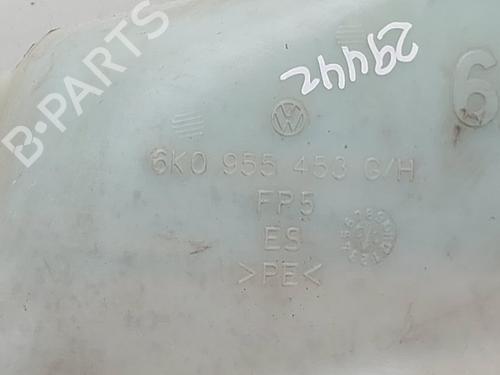 B-PARTS
29442
6
6K0 955 453 G/H
FP5
ES
>PE<